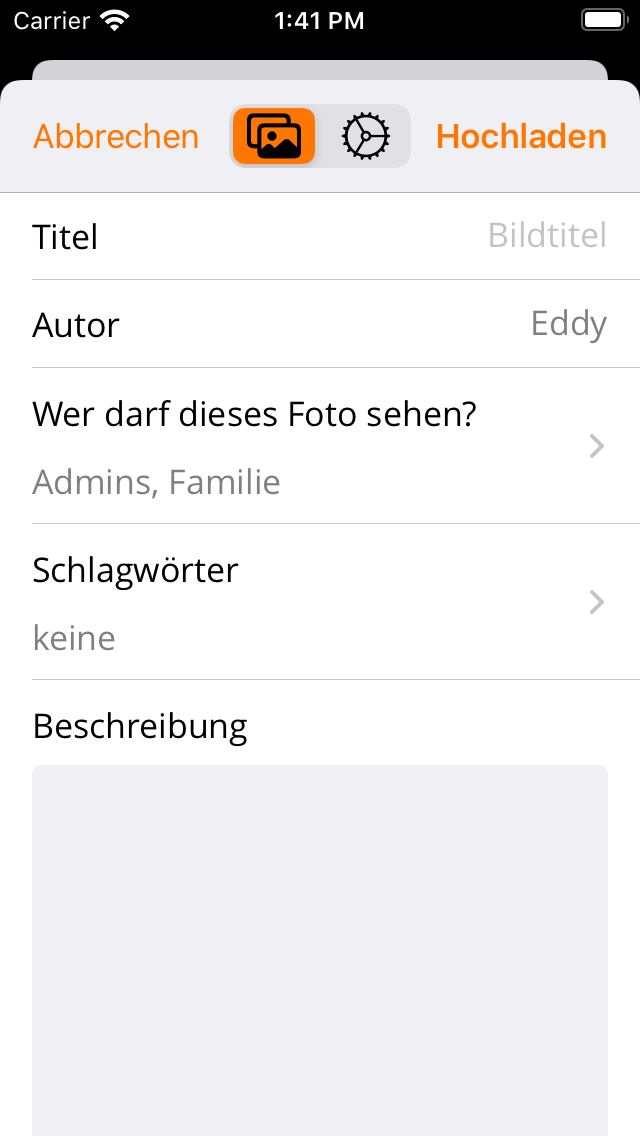 Carrier 1:41 PM
Abbrechen Hochladen
Titel Bildtitel
Autor Eddy
Wer darf dieses Foto sehen?
Admins, Familie
Schlagwörter
keine
Beschreibung